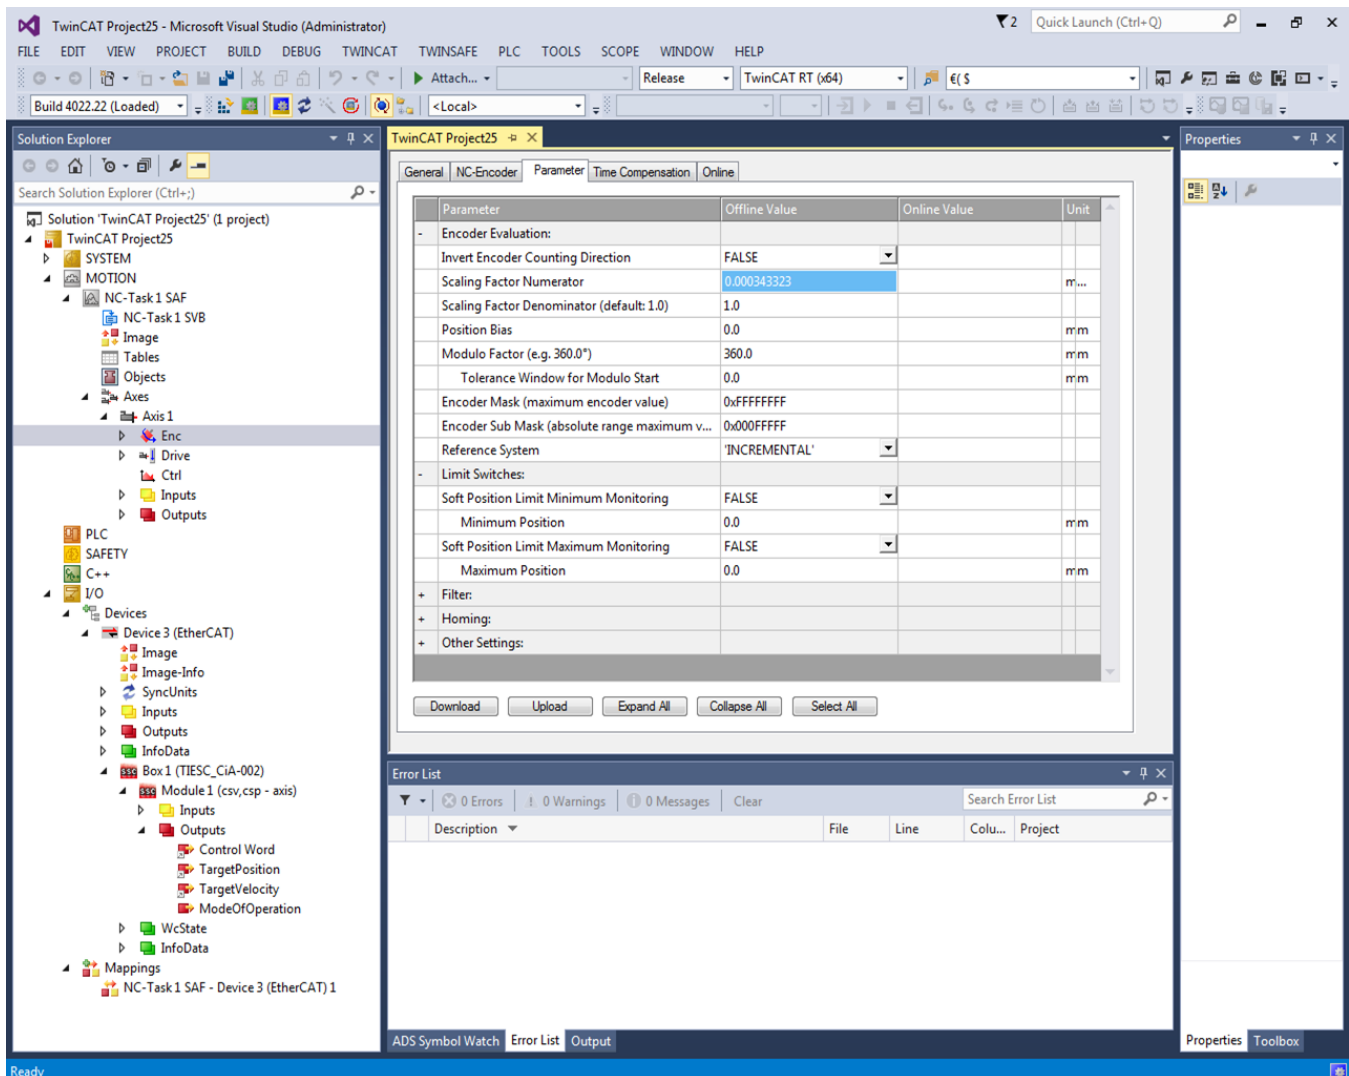 TwinCAT Project25 - Microsoft Visual Studio (Administrator)
2
Quick Launch (Ctrl+Q)
FILE EDIT VIEW PROJECT BUILD DEBUG TWINCAT TWINSAFE PLC TOOLS SCOPE WINDOW HELP
Attach...
Release
TwinCAT RT (x64)
€( $
Build 4022.22 (Loaded)
<Local>
Solution Explorer
Search Solution Explorer (Ctrl+;)
Solution 'TwinCAT Project25' (1 project)
TwinCAT Project25
SYSTEM
MOTION
NC-Task 1 SAF
NC-Task 1 SVB
Image
Tables
Objects
Axes
Axis 1
Enc
Drive
Ctrl
Inputs
Outputs
PLC
SAFETY
C++
I/O
Devices
Device 3 (EtherCAT)
Image
Image-Info
SyncUnits
Inputs
Outputs
InfoData
Box 1 (TIESC_CiA-002)
Module 1 (csv,csp - axis)
Inputs
Outputs
Control Word
TargetPosition
TargetVelocity
ModeOfOperation
WcState
InfoData
Mappings
NC-Task 1 SAF - Device 3 (EtherCAT) 1
TwinCAT Project25
General NC-Encoder Parameter Time Compensation Online
Parameter Offline Value Online Value Unit
- Encoder Evaluation:
Invert Encoder Counting Direction FALSE
Scaling Factor Numerator 0.000343323 m...
Scaling Factor Denominator (default: 1.0) 1.0
Position Bias 0.0 mm
Modulo Factor (e.g. 360.0°) 360.0 mm
Tolerance Window for Modulo Start 0.0 mm
Encoder Mask (maximum encoder value) 0xFFFFFFFF
Encoder Sub Mask (absolute range maximum v... 0x000FFFFF
Reference System 'INCREMENTAL'
- Limit Switches:
Soft Position Limit Minimum Monitoring FALSE
Minimum Position 0.0 mm
Soft Position Limit Maximum Monitoring FALSE
Maximum Position 0.0 mm
+ Filter:
+ Homing:
+ Other Settings:
Download Upload Expand All Collapse All Select All
Error List
0 Errors 0 Warnings 0 Messages Clear
Search Error List
Description File Line Colu... Project
ADS Symbol Watch Error List Output
Properties
Properties Toolbox
Ready